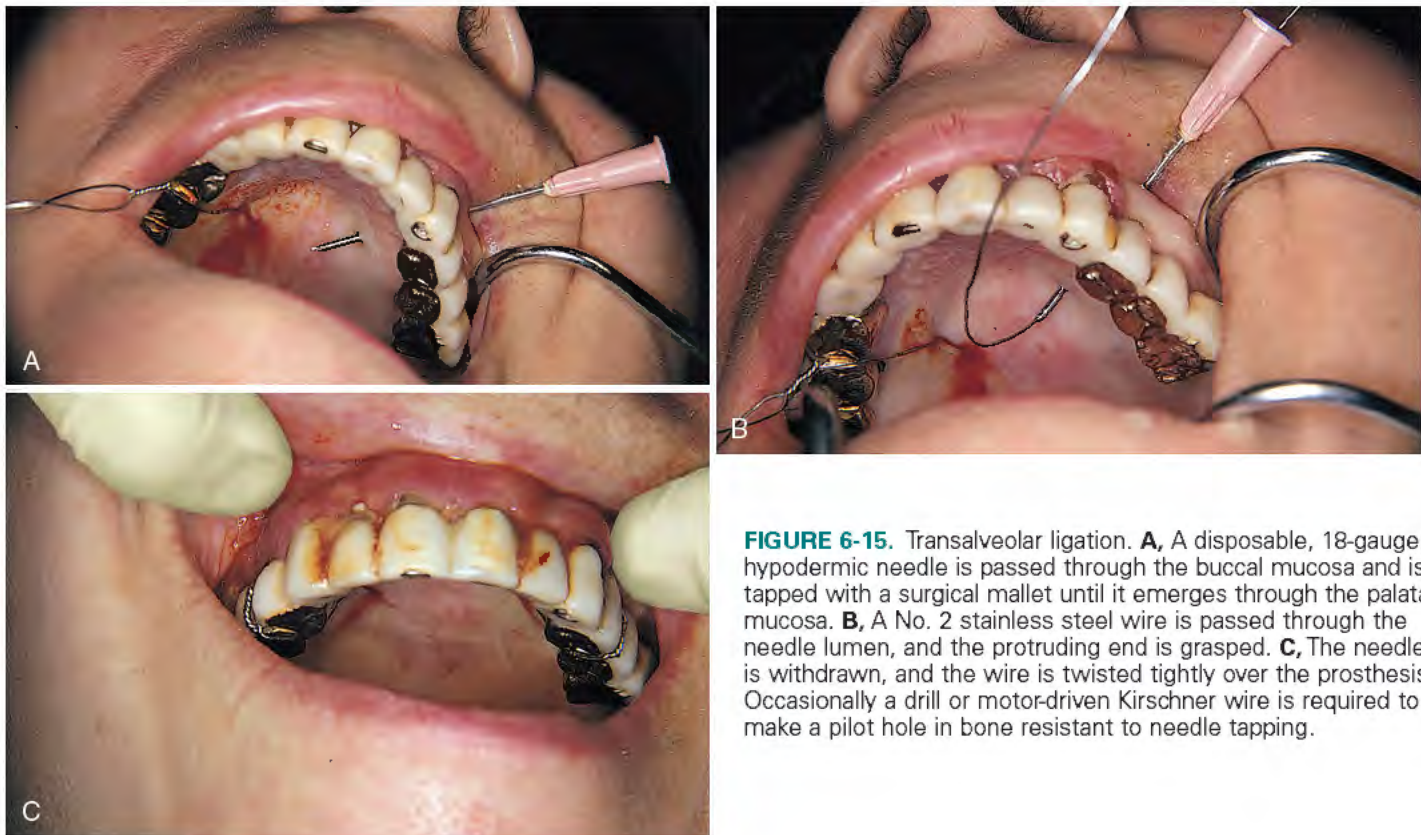 A
B
C
FIGURE 6-15. Transalveolar ligation. A, A disposable, 18-gauge
hypodermic needle is passed through the buccal mucosa and is
tapped with a surgical mallet until it emerges through the
mucosa. B, A No. 2 stainless steel wire is passed through the
needle lumen, and the protruding end is grasped. C, The needle
is withdrawn, and the wire is twisted tightly over the prosthesis
Occasionally a drill or motor-driven Kirschner wire is required to
make a pilot hole in bone resistant to needle tapping.